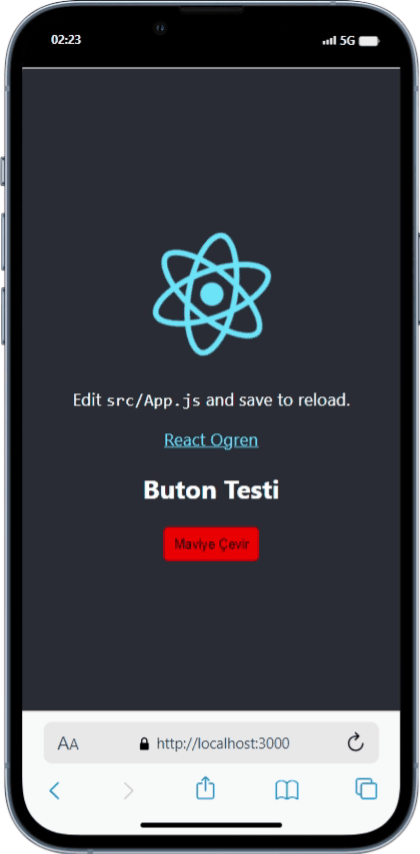 02:23
5G
Edit src/App.js and save to reload.
React Ogren
Buton Testi
Maviye Çevir
AA
http://localhost:3000